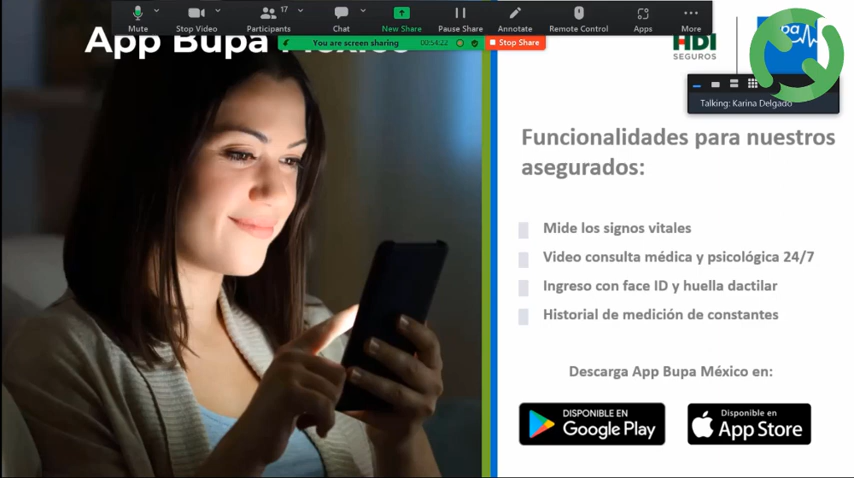 Mute
Stop Video
Participants
17
Chat
New Share
Pause Share
Annotate
Remote Control
Apps
More
You are screen sharing
00:54:22
Stop Share
App Bupa México
HDI
SEGUROS
Talking: Karina Delgado
Funcionalidades para nuestros
asegurados:
Mide los signos vitales
Video consulta médica y psicológica 24/7
Ingreso con face ID y huella dactilar
Historial de medición de constantes
Descarga App Bupa México en:
DISPONIBLE EN
Google Play
Disponible en
App Store